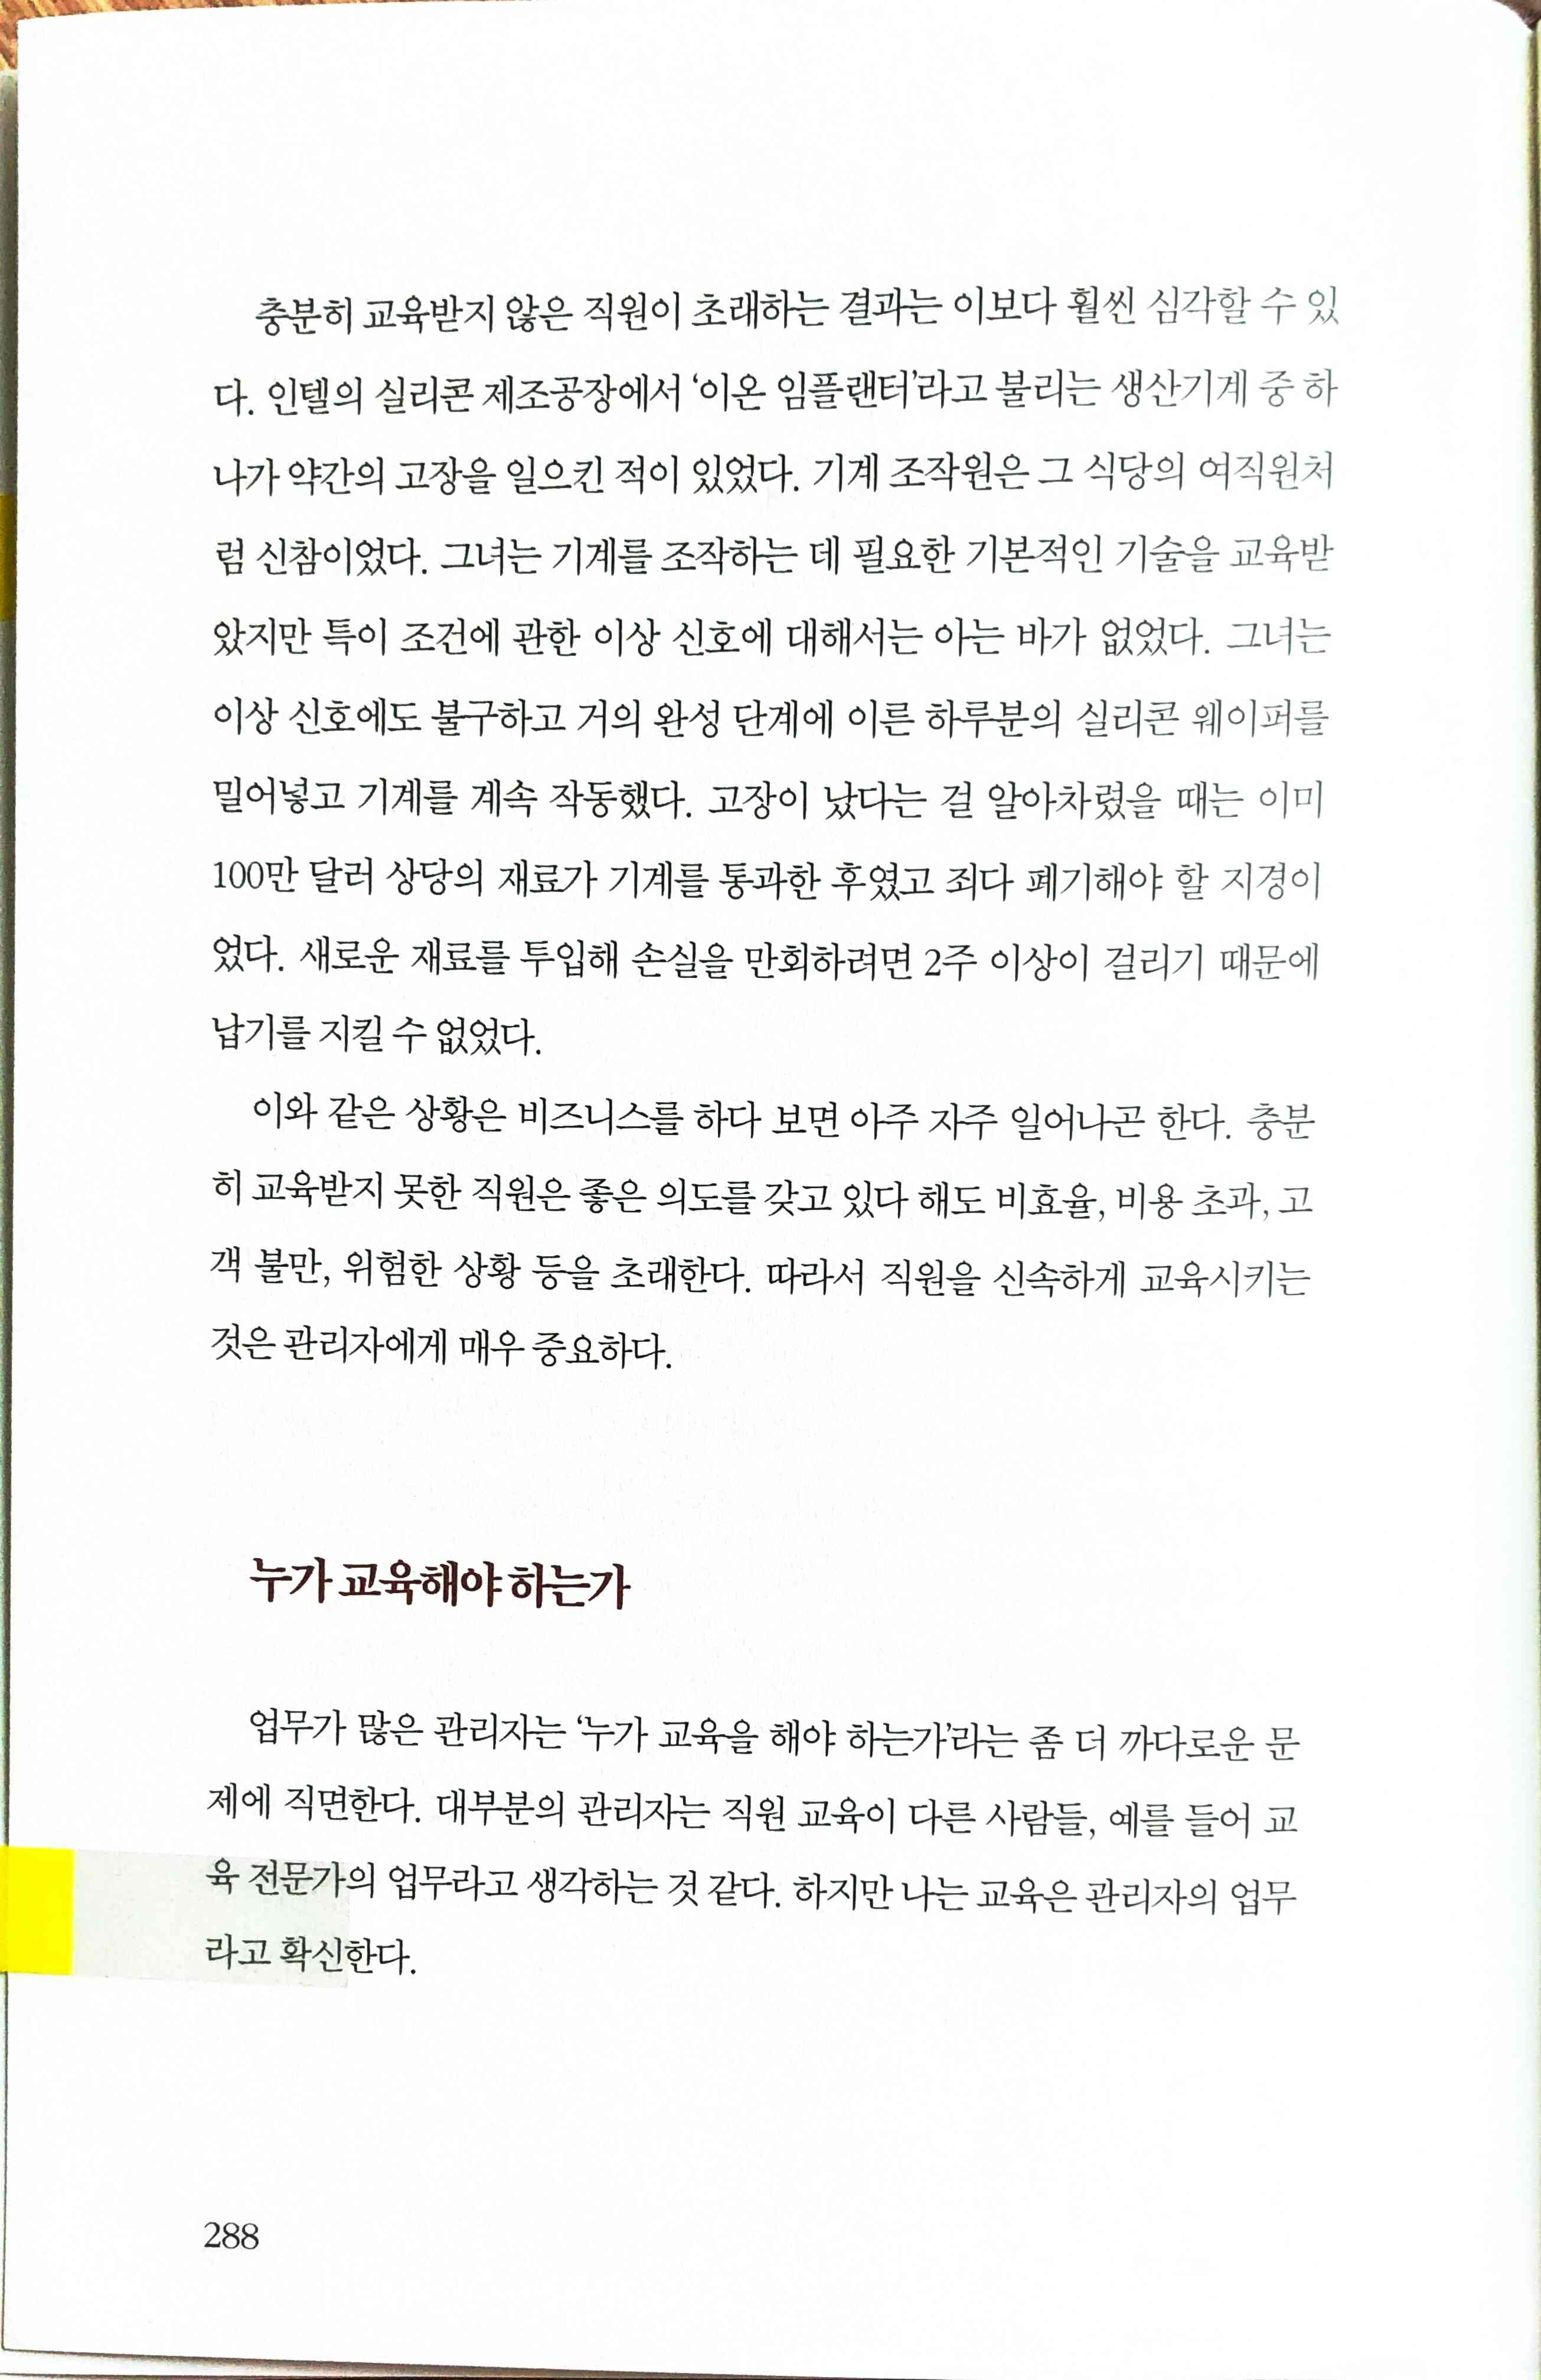 충분히 교육받지 않은 직원이 초래하는 결과는 이보다 훨씬 심각할 수 있
다. 인텔의 실리콘 제조공장에서 ‘이온 임플랜터’라고 불리는 생산기계 중 하
나가 약간의 고장을 일으킨 적이 있었다. 기계 조작원은 그 식당의 여직원처
럼 신참이었다. 그녀는 기계를 조작하는 데 필요한 기본적인 기술을 교육받
았지만 특이 조건에 관한 이상 신호에 대해서는 아는 바가 없었다. 그녀는
이상 신호에도 불구하고 거의 완성 단계에 이른 하루분의 실리콘 웨이퍼를
밀어넣고 기계를 계속 작동했다. 고장이 났다는 걸 알아차렸을 때는 이미
100만 달러 상당의 재료가 기계를 통과한 후였고 죄다 폐기해야 할 지경이
었다. 새로운 재료를 투입해 손실을 만회하려면 2주 이상이 걸리기 때문에
납기를 지킬 수 없었다.
이와 같은 상황은 비즈니스를 하다 보면 아주 자주 일어나곤 한다. 충분
히 교육받지 못한 직원은 좋은 의도를 갖고 있다 해도 비효율, 비용 초과, 고
객 불만, 위험한 상황 등을 초래한다. 따라서 직원을 신속하게 교육시키는
것은 관리자에게 매우 중요하다.
누가 교육해야 하는가
업무가 많은 관리자는 ‘누가 교육을 해야 하는가’라는 좀 더 까다로운 문
제에 직면한다. 대부분의 관리자는 직원 교육이 다른 사람들, 예를 들어 교
육 전문가의 업무라고 생각하는 것 같다. 하지만 나는 교육은 관리자의 업무
라고 확신한다.
288